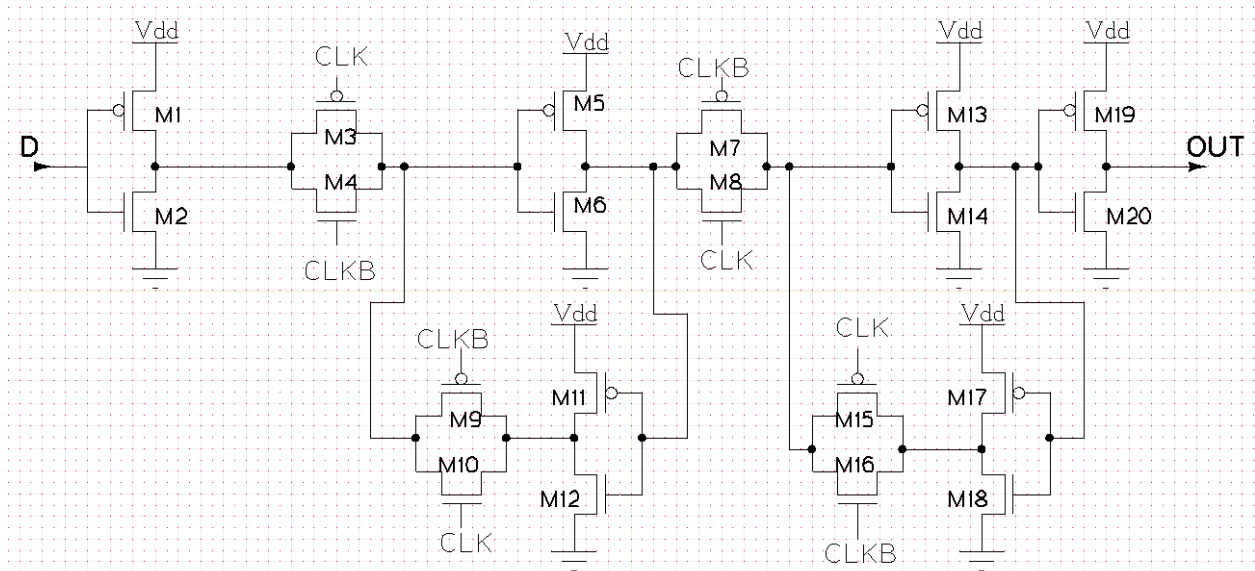 Vdd
Vdd
Vdd
Vdd
CLK
CLKB
M1
M3
M5
M7
M13
M19
D
OUT
M4
M8
M2
M6
M14
M20
CLKB
CLK
Vdd
Vdd
CLKB
CLK
M11
M17
M9
M15
M10
M16
M12
M18
CLK
CLKB